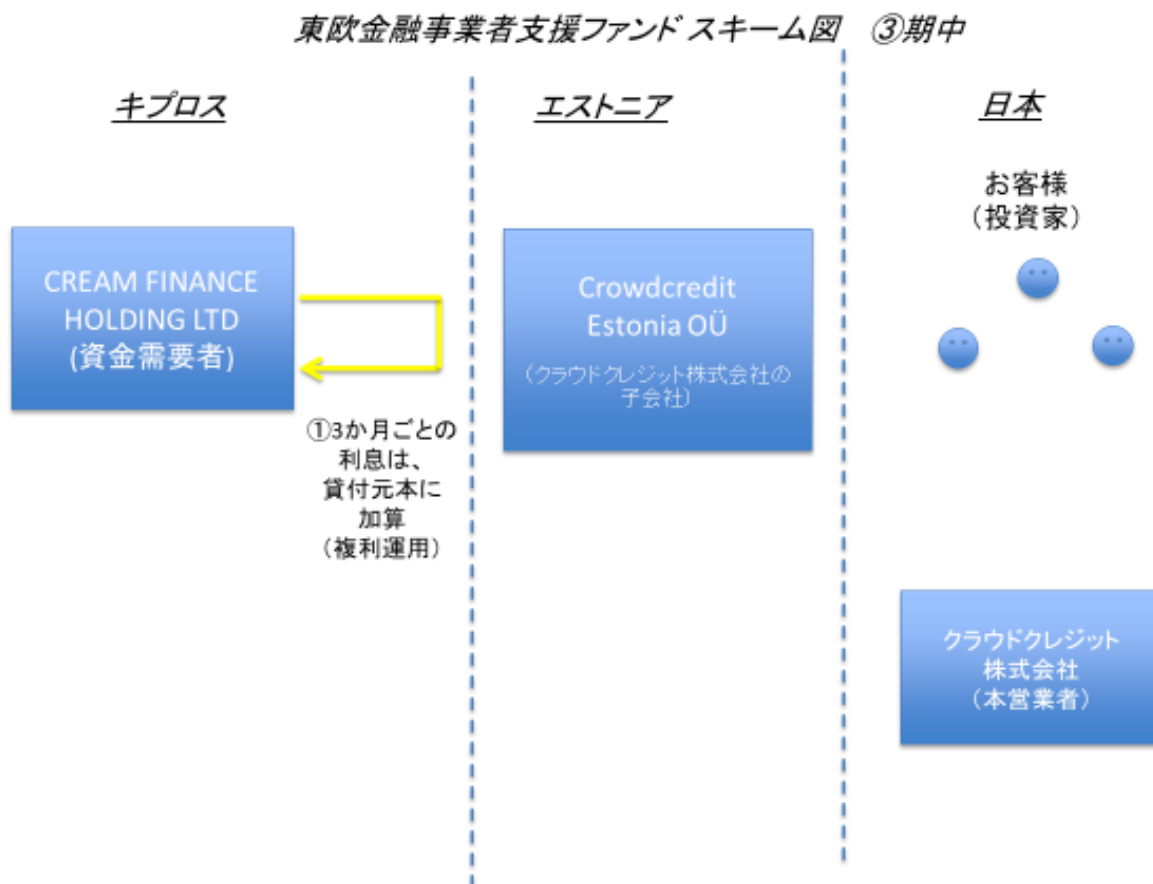 東欧金融事業者支援ファンド スキーム図　③期中
キプロス
エストニア
日本
お客様
（投資家）
CREAM FINANCE
HOLDING LTD
(資金需要者)
Crowdcredit
Estonia OÜ
（クラウドクレジット株式会社の
子会社）
①3か月ごとの
利息は、
貸付元本に
加算
（複利運用）
クラウドクレジット
株式会社
（本営業者）